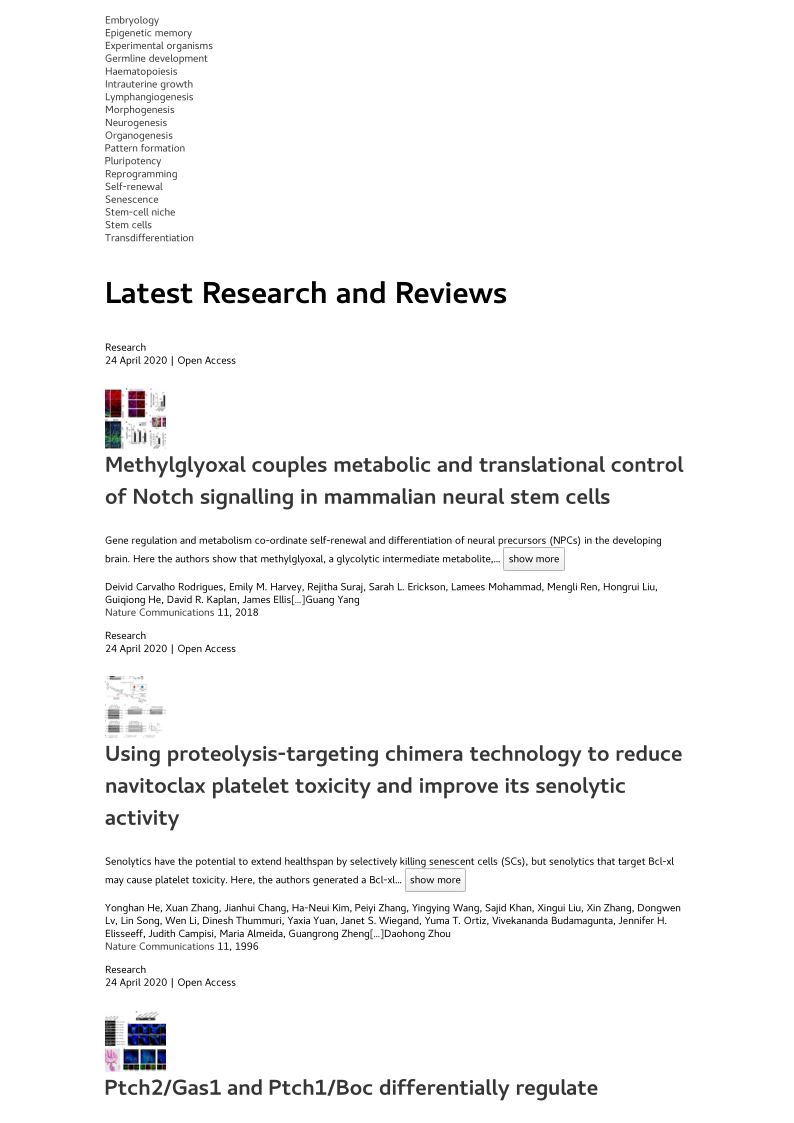 Embryology
Epigenetic memory
Experimental organisms
Germline development
Haematopoiesis
Intrauterine growth
Lymphangiogenesis
Morphogenesis
Neurogenesis
Organogenesis
Pattern formation
Pluripotency
Reprogramming
Self-renewal
Senescence
Stem-cell niche
Stem cells
Transdifferentiation
Latest Research and Reviews
Research
24 April 2020 | Open Access
Methylglyoxal couples metabolic and translational control
of Notch signalling in mammalian neural stem cells
Gene regulation and metabolism co-ordinate self-renewal and differentiation of neural precursors (NPCs) in the developing
brain. Here the authors show that methylglyoxal, a glycolytic intermediate metabolite,... show more
Deivid Carvalho Rodrigues, Emily M. Harvey, Rejitha Suraj, Sarah L. Erickson, Lamees Mohammad, Mengli Ren, Hongrui Liu,
Guiqiong He, David R. Kaplan, James Ellis[...]Guang Yang
Nature Communications 11, 2018
Research
24 April 2020 | Open Access
Using proteolysis-targeting chimera technology to reduce
navitoclax platelet toxicity and improve its senolytic
activity
Senolytics have the potential to extend healthspan by selectively killing senescent cells (SCs), but senolytics that target Bcl-xl
may cause platelet toxicity. Here, the authors generated a Bcl-xl... show more
Yonghan He, Xuan Zhang, Jianhui Chang, Ha-Neui Kim, Peiyi Zhang, Yingying Wang, Sajid Khan, Xingui Liu, Xin Zhang, Dongwen
Lv, Lin Song, Wen Li, Dinesh Thummuri, Yaxia Yuan, Janet S. Wiegand, Yuma T. Ortiz, Vivekananda Budamagunta, Jennifer H.
Elisseeff, Judith Campisi, Maria Almeida, Guangrong Zheng[...]Daohong Zhou
Nature Communications 11, 1996
Research
24 April 2020 | Open Access
Ptch2/Gas1 and Ptch1/Boc differentially regulate